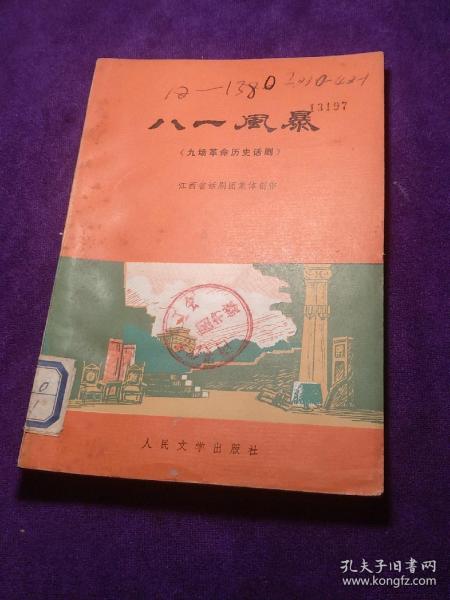 12-1380
13197
八一風暴
(九场革命历史话剧)
江西省话剧团集体创作
0
人民文学出版社
孔夫子旧书网
www.kongfz.com